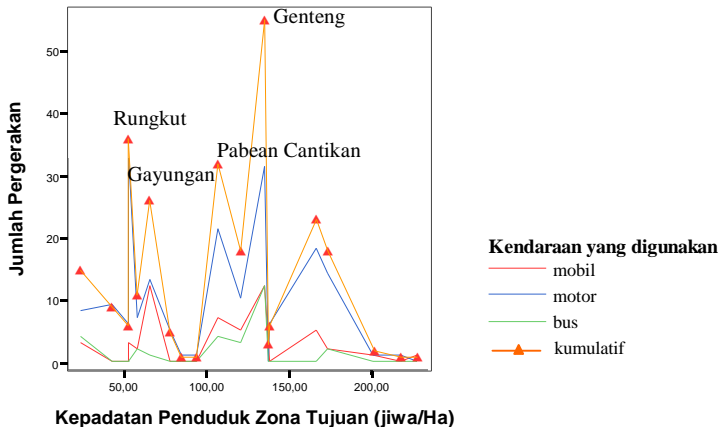 Genteng
50
40
Rungkut
Pabean Cantikan
30
Gayungan
20
10
0
50,00 100,00 150,00 200,00
Jumlah Pergerakan
Kepadatan Penduduk Zona Tujuan (jiwa/Ha)
Kendaraan yang digunakan
mobil
motor
bus
kumulatif